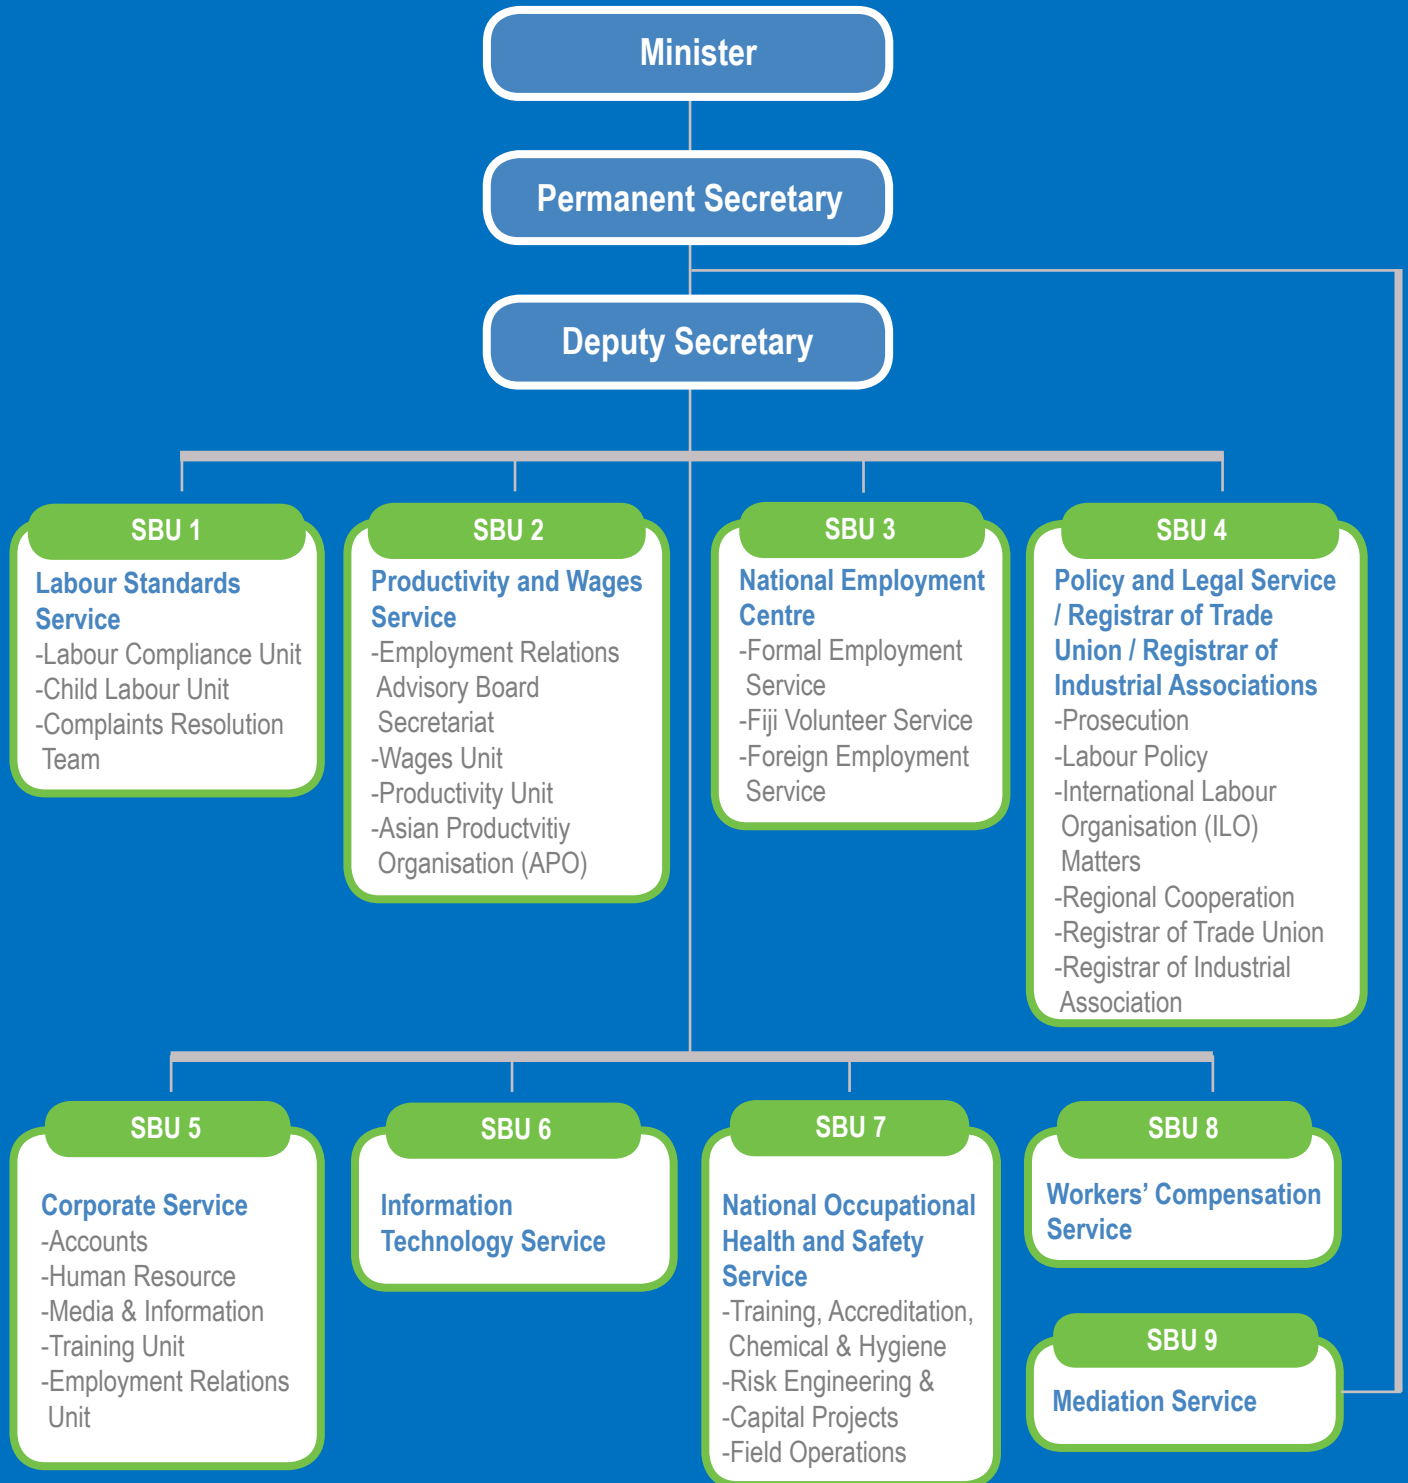 Minister
Permanent Secretary
Deputy Secretary
SBU 1
Labour Standards
Service
-Labour Compliance Unit
-Child Labour Unit
-Complaints Resolution
Team
SBU 2
Productivity and Wages
Service
-Employment Relations
Advisory Board
Secretariat
-Wages Unit
-Productivity Unit
-Asian Productvitiy
Organisation (APO)
SBU 3
National Employment
Centre
-Formal Employment
Service
-Fiji Volunteer Service
-Foreign Employment
Service
SBU 4
Policy and Legal Service
/ Registrar of Trade
Union / Registrar of
Industrial Associations
-Prosecution
-Labour Policy
-International Labour
Organisation (ILO)
Matters
-Regional Cooperation
-Registrar of Trade Union
-Registrar of Industrial
Association
SBU 5
Corporate Service
-Accounts
-Human Resource
-Media & Information
-Training Unit
-Employment Relations
Unit
SBU 6
Information
Technology Service
SBU 7
National Occupational
Health and Safety
Service
-Training, Accreditation,
Chemical & Hygiene
-Risk Engineering &
-Capital Projects
-Field Operations
SBU 8
Workers’ Compensation
Service
SBU 9
Mediation Service